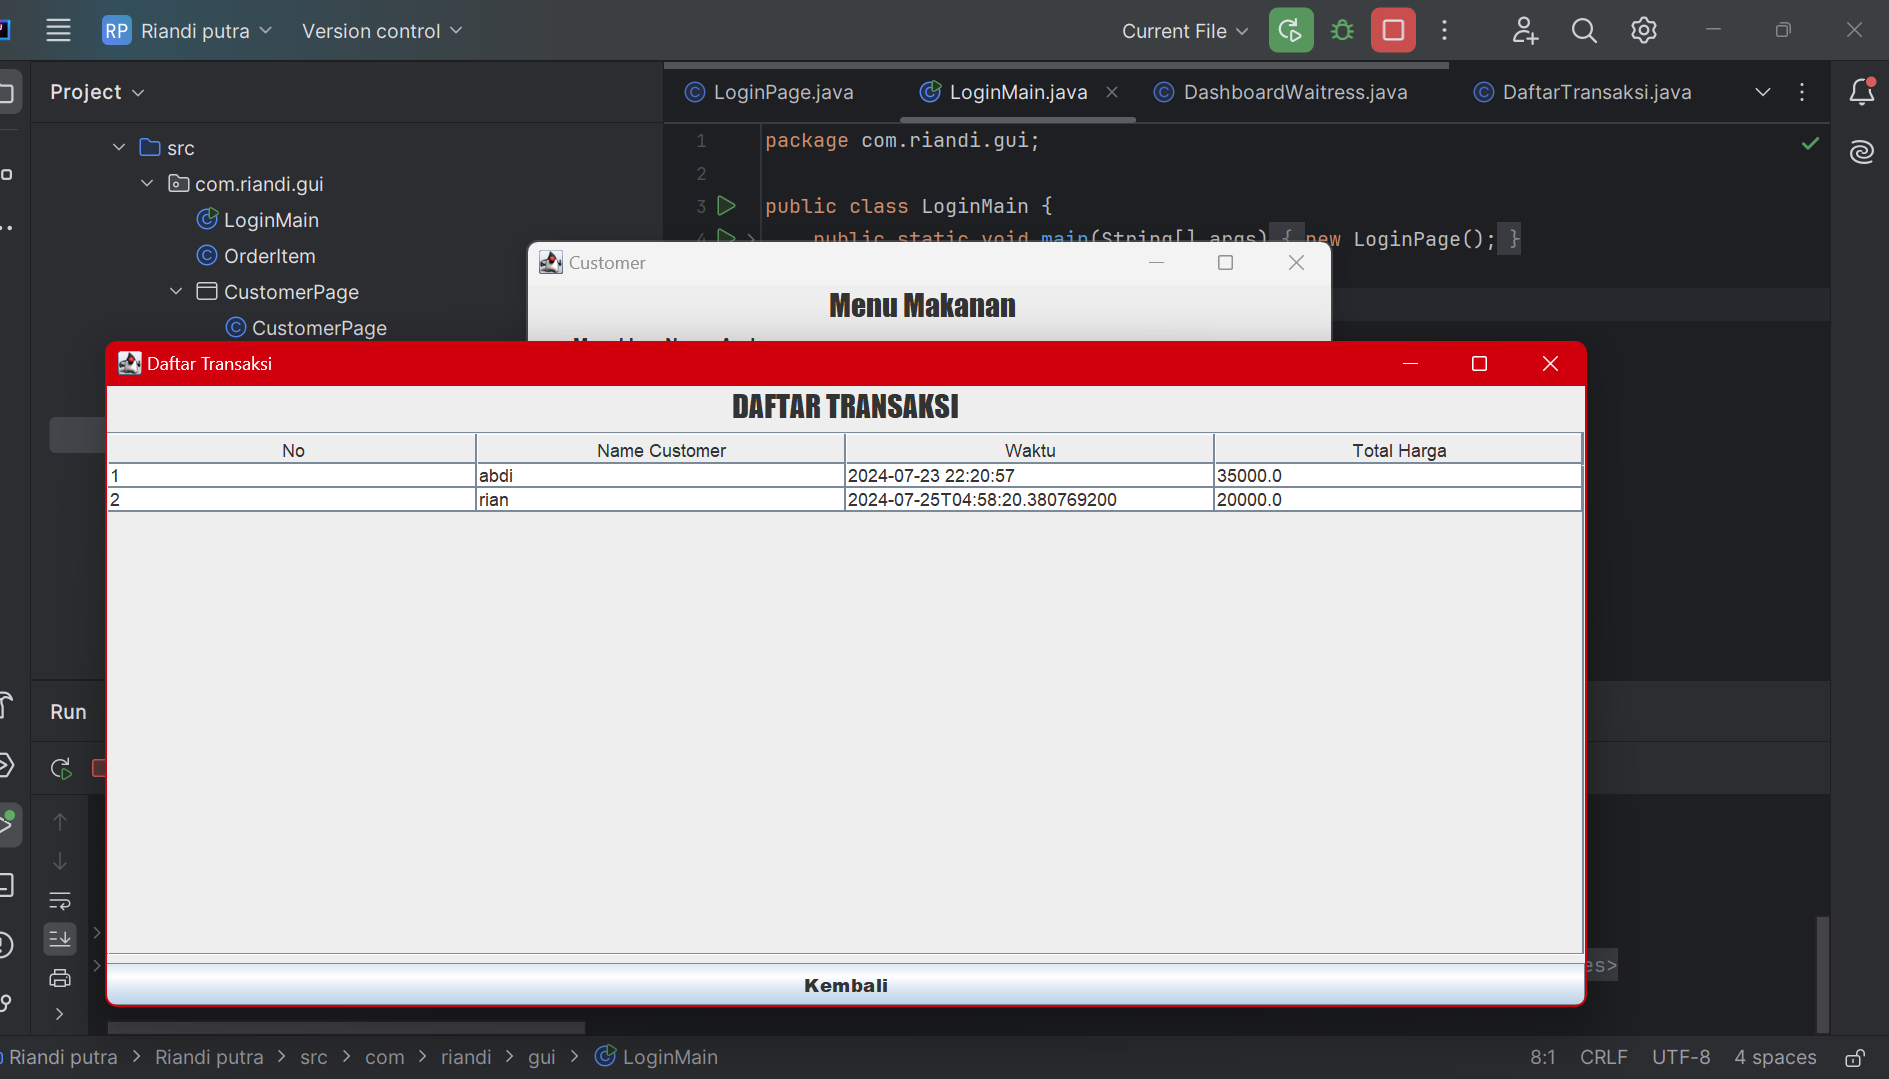 RP Riandi putra Version control Current File
Project
LoginPage.java LoginMain.java DashboardWaitress.java DaftarTransaksi.java
src
com.riandi.gui
LoginMain
OrderItem
CustomerPage
CustomerPage
1 package com.riandi.gui;
2
3 public class LoginMain {
4 public static void main(String[] args) { new LoginPage(); }
Customer
Menu Makanan
Daftar Transaksi
DAFTAR TRANSAKSI
No Name Customer Waktu Total Harga
1 abdi 2024-07-23 22:20:57 35000.0
2 rian 2024-07-25T04:58:20.380769200 20000.0
Kembali
Run
es>
Riandi putra > Riandi putra > src > com > riandi > gui > LoginMain
8:1 CRLF UTF-8 4 spaces